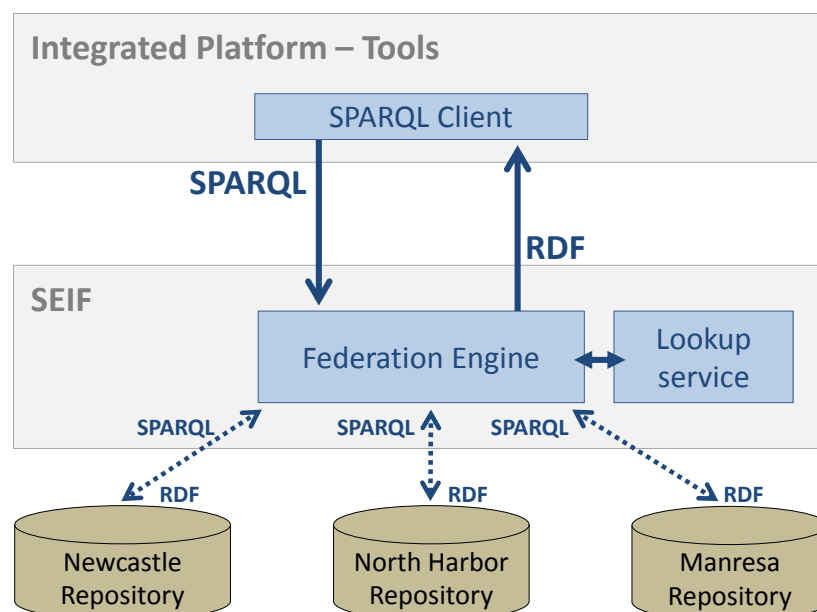 Integrated Platform – Tools
SPARQL Client
SPARQL
RDF
SEIF
Federation Engine
Lookup
service
SPARQL
SPARQL
SPARQL
RDF
RDF
RDF
Newcastle
Repository
North Harbor
Repository
Manresa
Repository